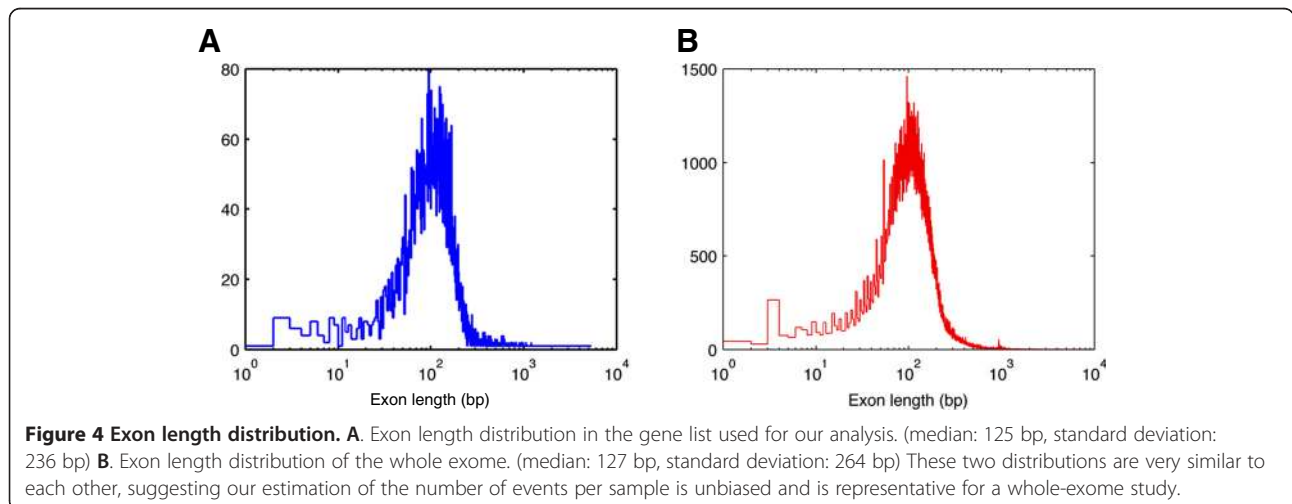 A
B
80
60
40
20
0
10^0 10^1 10^2 10^3 10^4
Exon length (bp)
1500
1000
500
0
10^0 10^1 10^2 10^3 10^4
Exon length (bp)
Figure 4 Exon length distribution. A. Exon length distribution in the gene list used for our analysis. (median: 125 bp, standard deviation:
236 bp) B. Exon length distribution of the whole exome. (median: 127 bp, standard deviation: 264 bp) These two distributions are very similar to
each other, suggesting our estimation of the number of events per sample is unbiased and is representative for a whole-exome study.